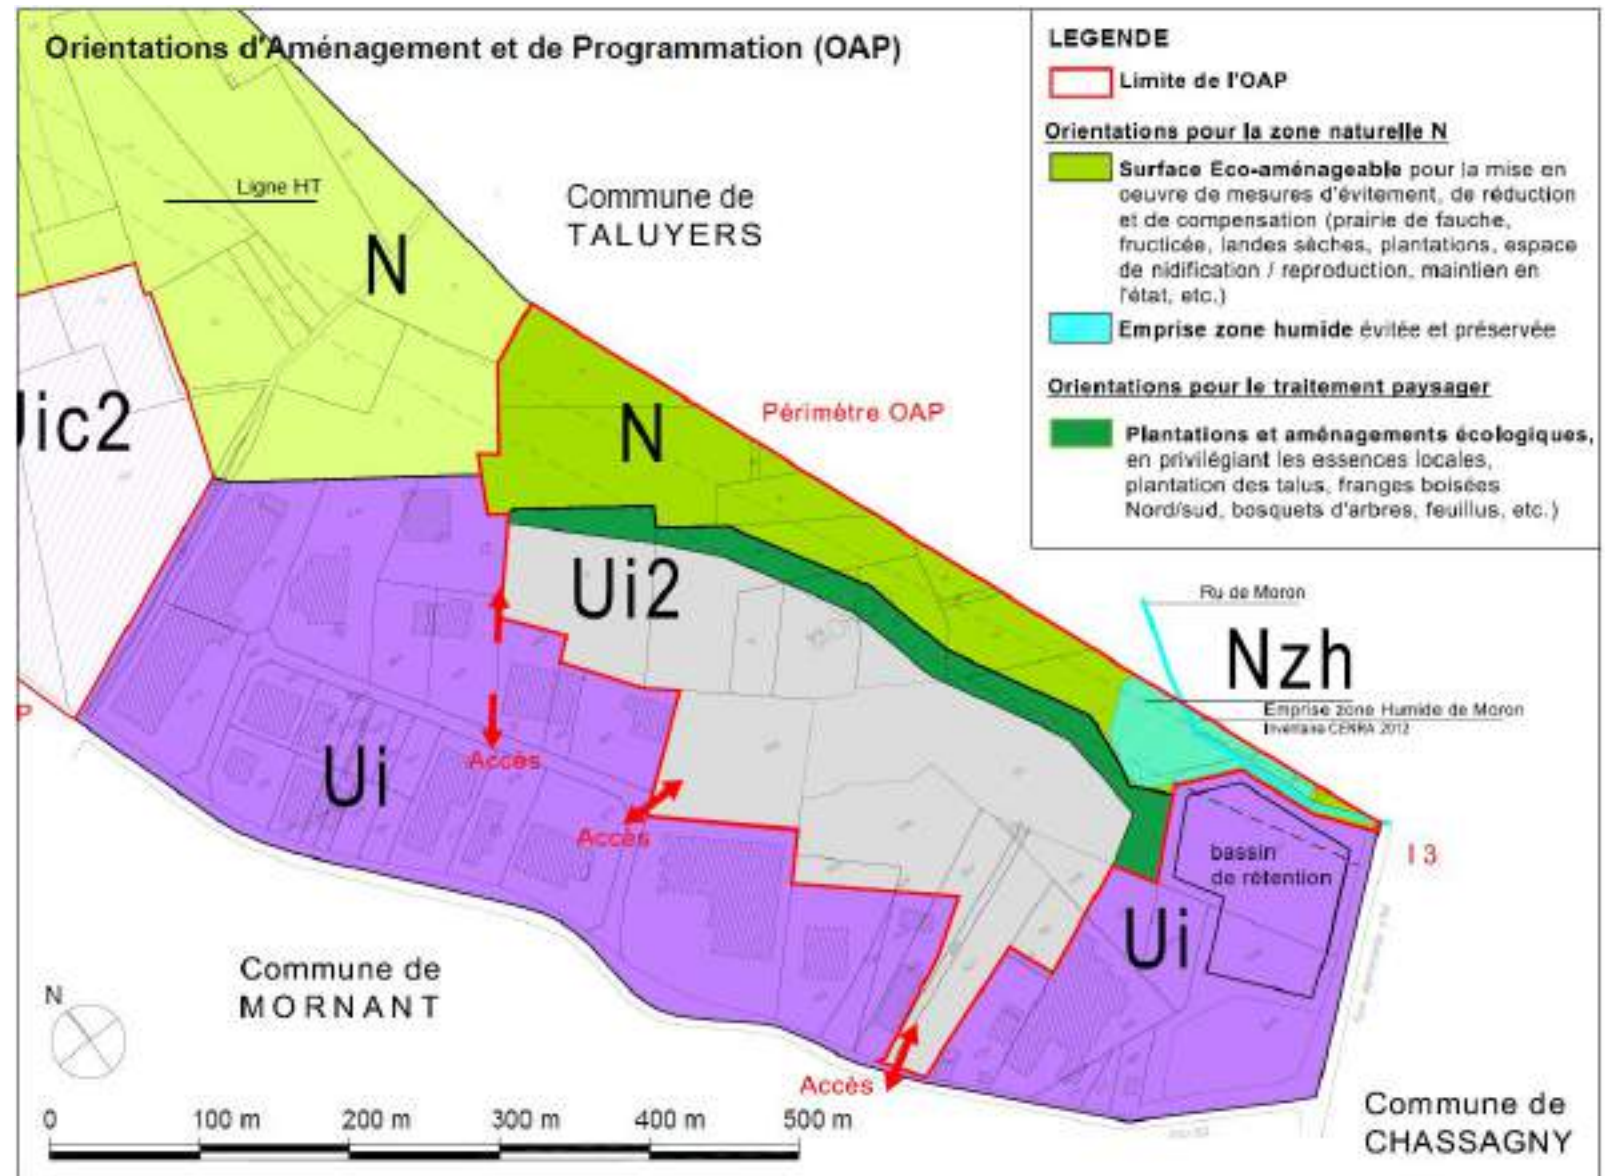 Orientations d'Aménagement et de Programmation (OAP)
LEGENDE
Limite de l'OAP
Orientations pour la zone naturelle N
Surface Eco-aménageable pour la mise en
oeuvre de mesures d'évitement, de réduction
et de compensation (prairie de fauche,
fructicée, landes sèches, plantations, espace
de nidification / reproduction, maintien en
l'état, etc.)
Emprise zone humide évitée et préservée
Orientations pour le traitement paysager
Plantations et aménagements écologiques,
en privilégiant les essences locales,
plantation des talus, franges boisées
Nord/sud, bosquets d'arbres, feuillus, etc.)
Ligne HT
Commune de
TALUYERS
N
Jic2
N
Périmètre OAP
Ui2
Ru de Moron
Nzh
Emprise zone Humide de Moron
Inventaire CENRA 2012
P
Accès
Ui
Accès
bassin
de rétention
I 3
Ui
Commune de
MORNANT
N
Accès
0 100 m 200 m 300 m 400 m 500 m
Commune de
CHASSAGNY